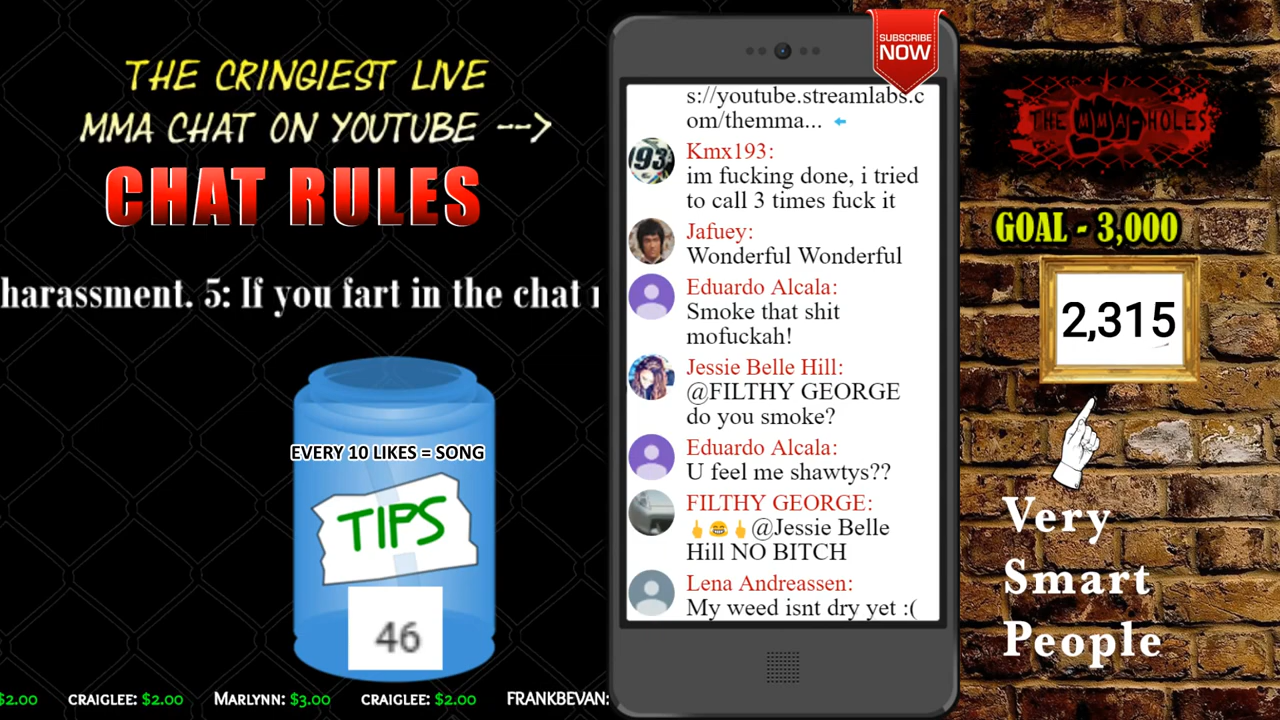 THE CRINGIEST LIVE
MMA CHAT ON YOUTUBE -->
CHAT RULES
harassment. 5: If you fart in the chat
EVERY 10 LIKES = SONG
TIPS
46
$2.00 CRAIGLEE: $2.00 MARLYNN: $3.00 CRAIGLEE: $2.00 FRANKBEVAN:
SUBSCRIBE
NOW
s://youtube.streamlabs.c
om/themma...
193
Kmx193:
im fucking done, i tried
to call 3 times fuck it
Jafuey:
Wonderful Wonderful
Eduardo Alcala:
Smoke that shit
mofuckah!
Jessie Belle Hill:
@FILTHY GEORGE
do you smoke?
Eduardo Alcala:
U feel me shawtys??
FILTHY GEORGE:
👆😂👆@Jessie Belle
Hill NO BITCH
Lena Andreassen:
My weed isnt dry yet :(
THE MMA-HOLES
GOAL - 3,000
2,315
Very
Smart
People